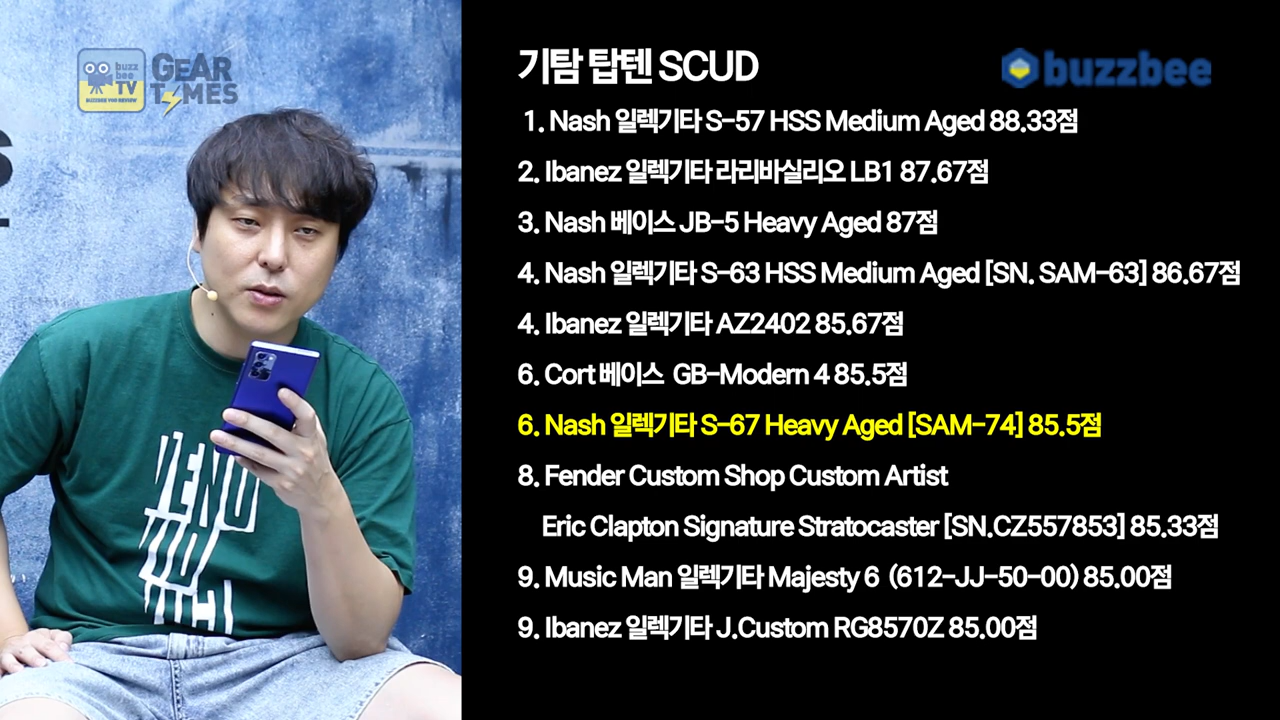 buzz
bee
TV
BUZZBEE VOD REVIEW
GEAR
TIMES
S
기탐 탑텐 SCUD
buzzbee
1. Nash 일렉기타 S-57 HSS Medium Aged 88.33점
2. Ibanez 일렉기타 라리바실리오 LB1 87.67점
3. Nash 베이스 JB-5 Heavy Aged 87점
4. Nash 일렉기타 S-63 HSS Medium Aged [SN. SAM-63] 86.67점
4. Ibanez 일렉기타 AZ2402 85.67점
6. Cort 베이스 GB-Modern 4 85.5점
6. Nash 일렉기타 S-67 Heavy Aged [SAM-74] 85.5점
8. Fender Custom Shop Custom Artist
Eric Clapton Signature Stratocaster [SN.CZ557853] 85.33점
9. Music Man 일렉기타 Majesty 6 (612-JJ-50-00) 85.00점
9. Ibanez 일렉기타 J.Custom RG8570Z 85.00점